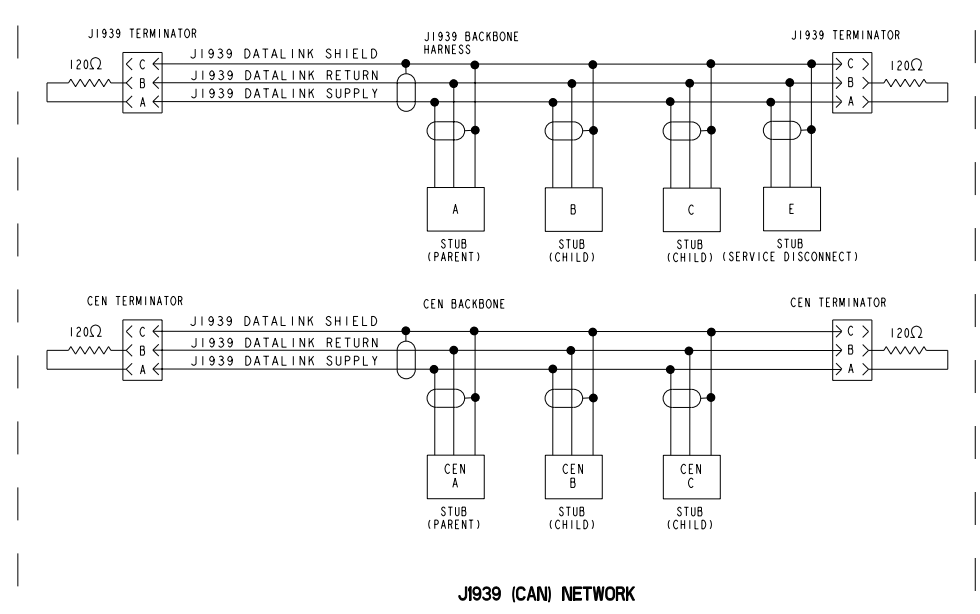 J1939 TERMINATOR
J1939 BACKBONE
HARNESS
J1939 TERMINATOR
120Ω
C
B
A
J1939 DATALINK SHIELD
J1939 DATALINK RETURN
J1939 DATALINK SUPPLY
C
B
A
120Ω
A
B
C
E
STUB
(PARENT)
STUB
(CHILD)
STUB
(CHILD)
STUB
(SERVICE DISCONNECT)
CEN TERMINATOR
CEN BACKBONE
CEN TERMINATOR
120Ω
C
B
A
J1939 DATALINK SHIELD
J1939 DATALINK RETURN
J1939 DATALINK SUPPLY
C
B
A
120Ω
CEN
A
CEN
B
CEN
C
STUB
(PARENT)
STUB
(CHILD)
STUB
(CHILD)
J1939 (CAN) NETWORK